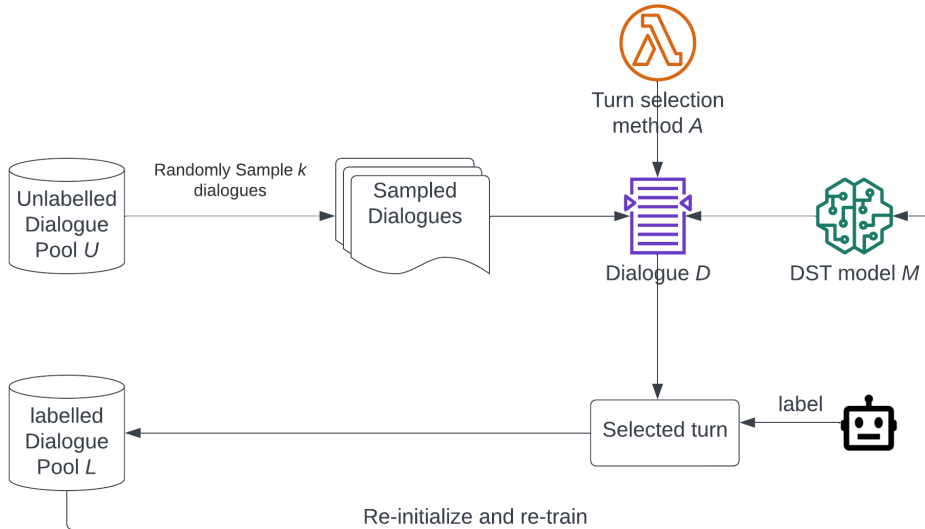 Turn selection
method A
Randomly Sample k
dialogues
Unlabelled
Dialogue
Pool U
Sampled
Dialogues
Dialogue D
DST model M
labelled
Dialogue
Pool L
Selected turn
label
Re-initialize and re-train